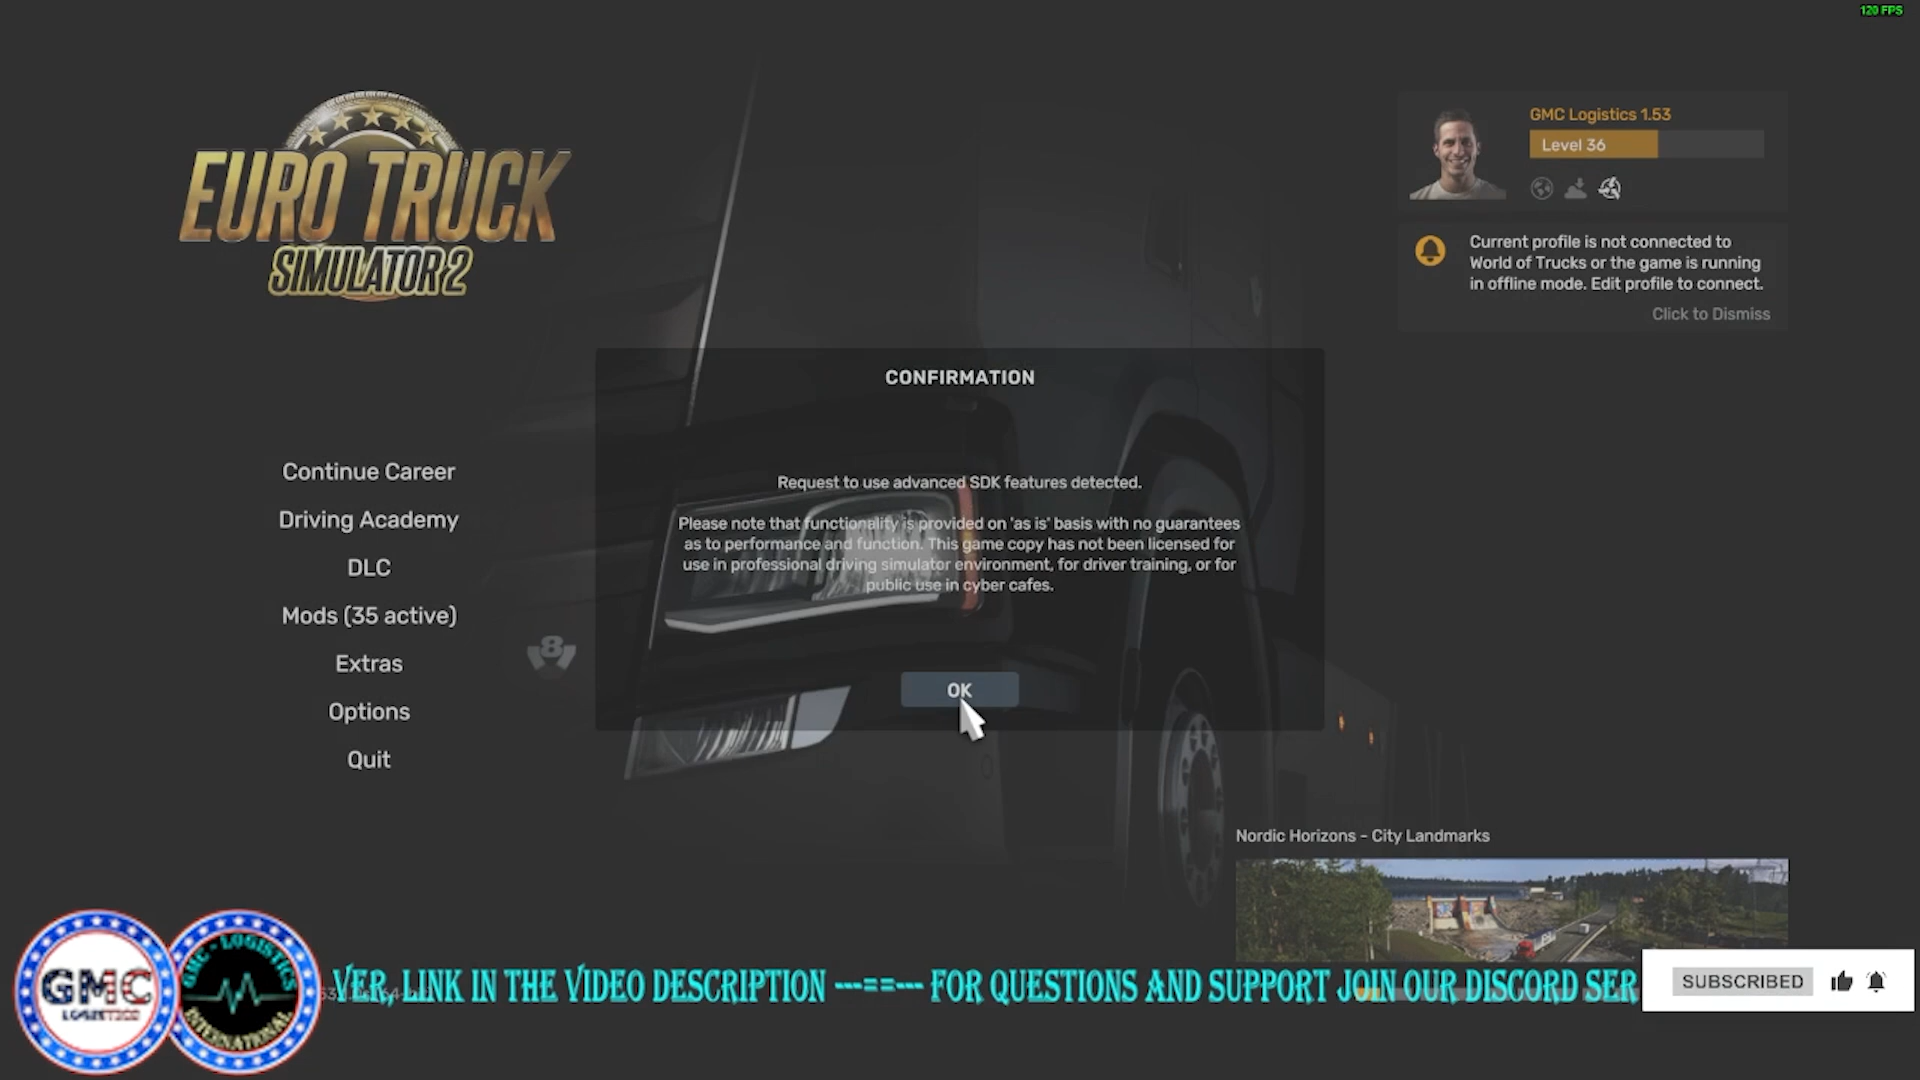 120 FPS
EURO TRUCK
SIMULATOR 2
GMC Logistics 1.53
Level 36
Current profile is not connected to
World of Trucks or the game is running
in offline mode. Edit profile to connect.
Click to Dismiss
CONFIRMATION
Request to use advanced SDK features detected.
Please note that functionality is provided on 'as is' basis with no guarantees
as to performance and function. This game copy has not been licensed for
use in professional driving simulator environment, for driver training, or for
public use in cyber cafes.
OK
Continue Career
Driving Academy
DLC
Mods (35 active)
Extras
Options
Quit
8
Nordic Horizons - City Landmarks
GMC
LOGISTICS
GMC - LOGISTICS
INTERNATIONAL
VER, LINK IN THE VIDEO DESCRIPTION ---==--- FOR QUESTIONS AND SUPPORT JOIN OUR DISCORD SER
SUBSCRIBED